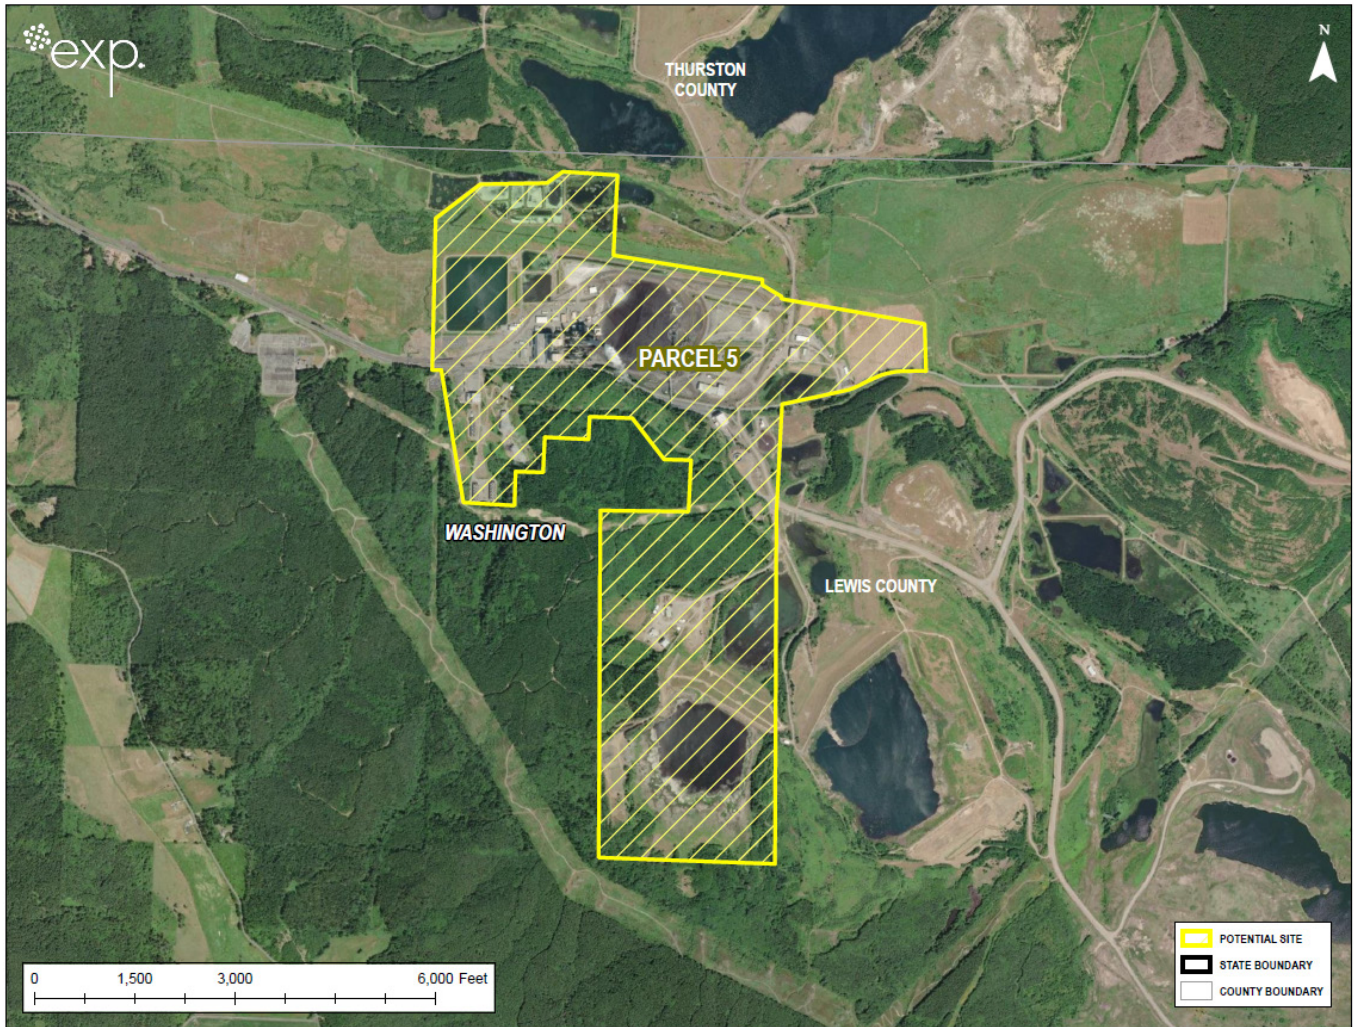 exp.
N
THURSTON
COUNTY
PARCEL 5
WASHINGTON
LEWIS COUNTY
0 1,500 3,000 6,000 Feet
POTENTIAL SITE
STATE BOUNDARY
COUNTY BOUNDARY